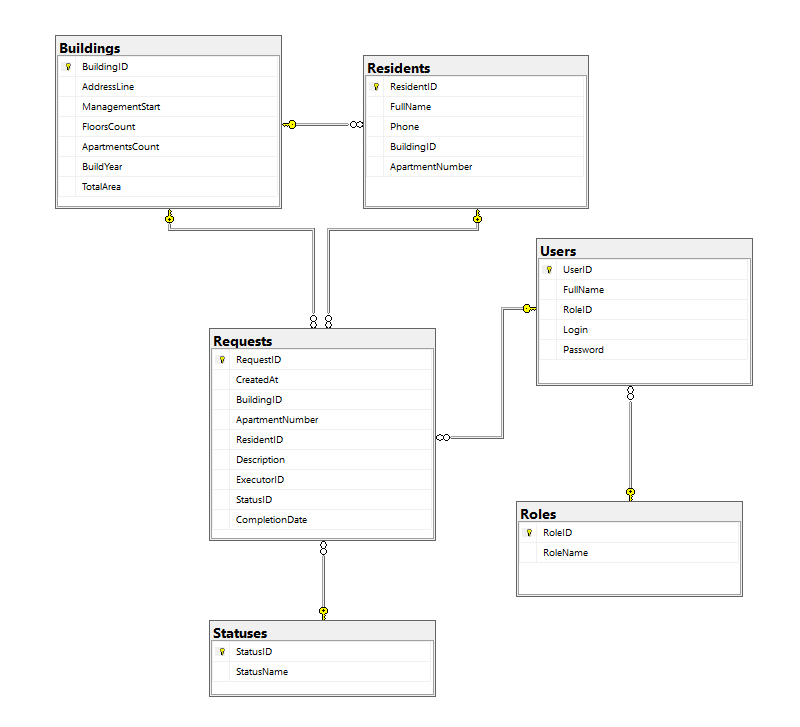 Buildings
BuildingID
AddressLine
ManagementStart
FloorsCount
ApartmentsCount
BuildYear
TotalArea
Residents
ResidentID
FullName
Phone
BuildingID
ApartmentNumber
Users
UserID
FullName
RoleID
Login
Password
Requests
RequestID
CreatedAt
BuildingID
ApartmentNumber
ResidentID
Description
ExecutorID
StatusID
CompletionDate
Roles
RoleID
RoleName
Statuses
StatusID
StatusName